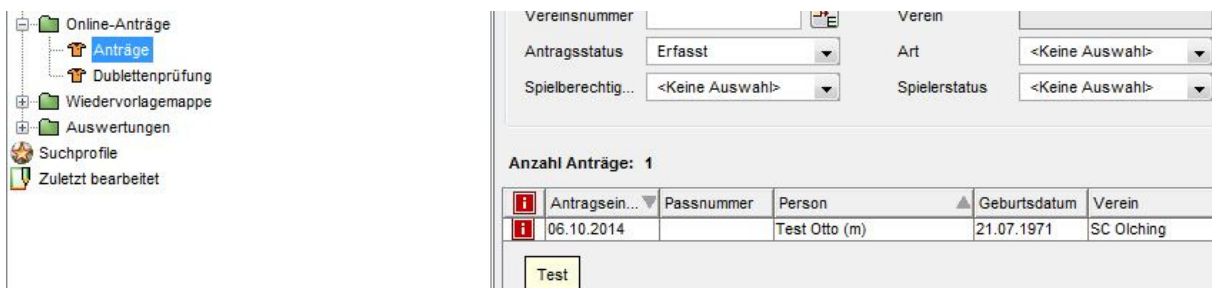 Online-Anträge
Anträge
Dublettenprüfung
Wiedervorlagemappe
Auswertungen
Suchprofile
Zuletzt bearbeitet
Vereinsnummer Verein
Antragsstatus Erfasst Art <Keine Auswahl>
Spielberechtig... <Keine Auswahl> Spielerstatus <Keine Auswahl>
Anzahl Anträge: 1
Antragsein... Passnummer Person Geburtsdatum Verein
06.10.2014 Test Otto (m) 21.07.1971 SC Olching
Test